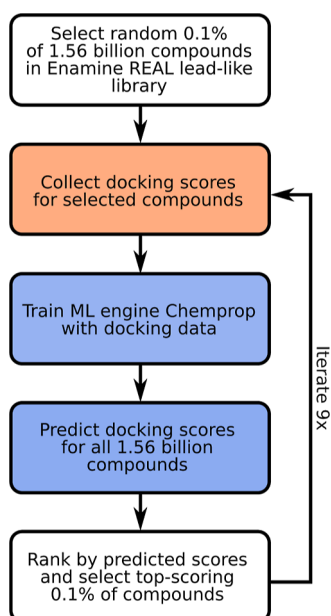 Select random 0.1%
of 1.56 billion compounds
in Enamine REAL lead-like
library
Collect docking scores
for selected compounds
Train ML engine Chemprop
with docking data
Predict docking scores
for all 1.56 billion
compounds
Rank by predicted scores
and select top-scoring
0.1% of compounds
Iterate 9x